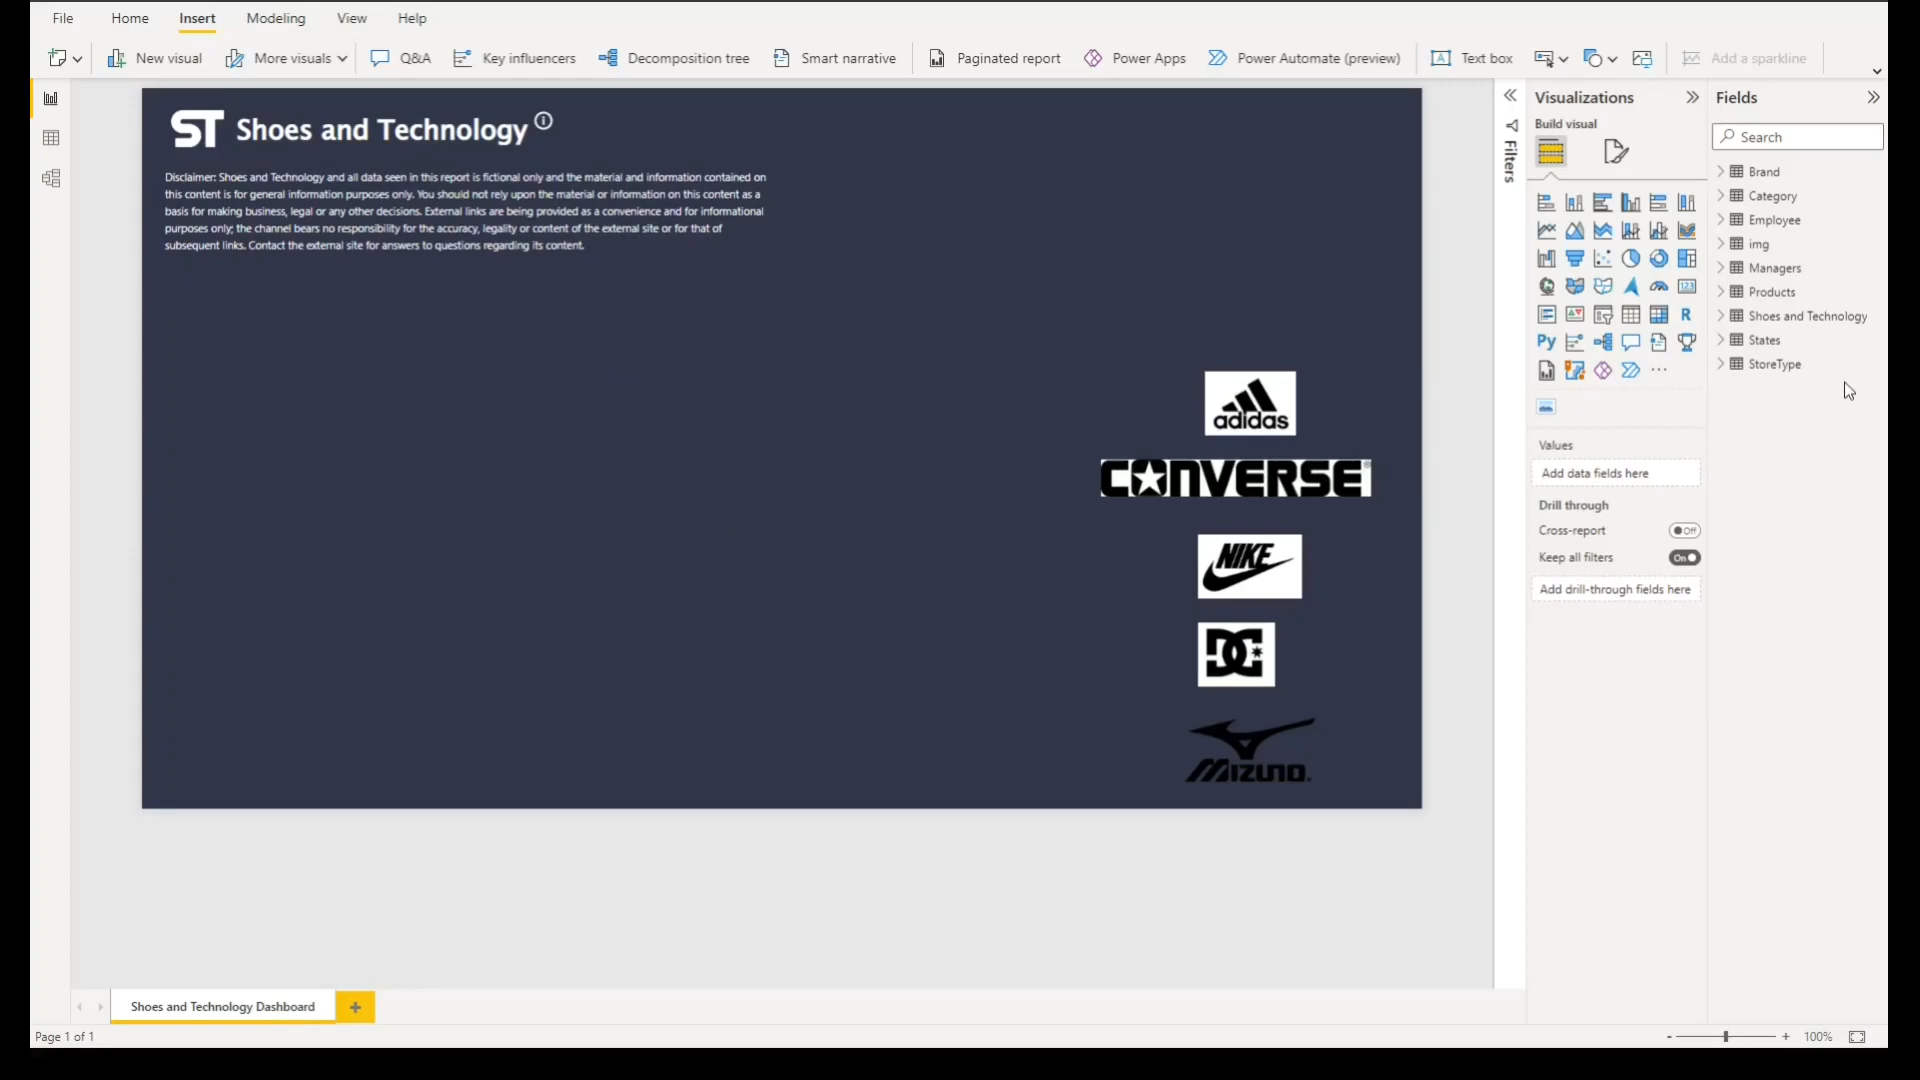 File Home Insert Modeling View Help
New visual More visuals Q&A Key influencers Decomposition tree Smart narrative Paginated report Power Apps Power Automate (preview) Text box Add a sparkline
ST Shoes and Technology
Disclaimer: Shoes and Technology and all data seen in this report is fictional only and the material and information contained on
this content is for general information purposes only. You should not rely upon the material or information on this content as a
basis for making business, legal or any other decisions. External links are being provided as a convenience and for informational
purposes only; the channel bears no responsibility for the accuracy, legality or content of the external site or for that of
subsequent links. Contact the external site for answers to questions regarding its content.
adidas
CONVERSE
NIKE
DC
MIZUNO.
Filters
Visualizations
Build visual
123
R
Py
Values
Add data fields here
Drill through
Cross-report Off
Keep all filters On
Add drill-through fields here
Fields
Search
Brand
Category
Employee
img
Managers
Products
Shoes and Technology
States
StoreType
Shoes and Technology Dashboard +
Page 1 of 1
- + 100%